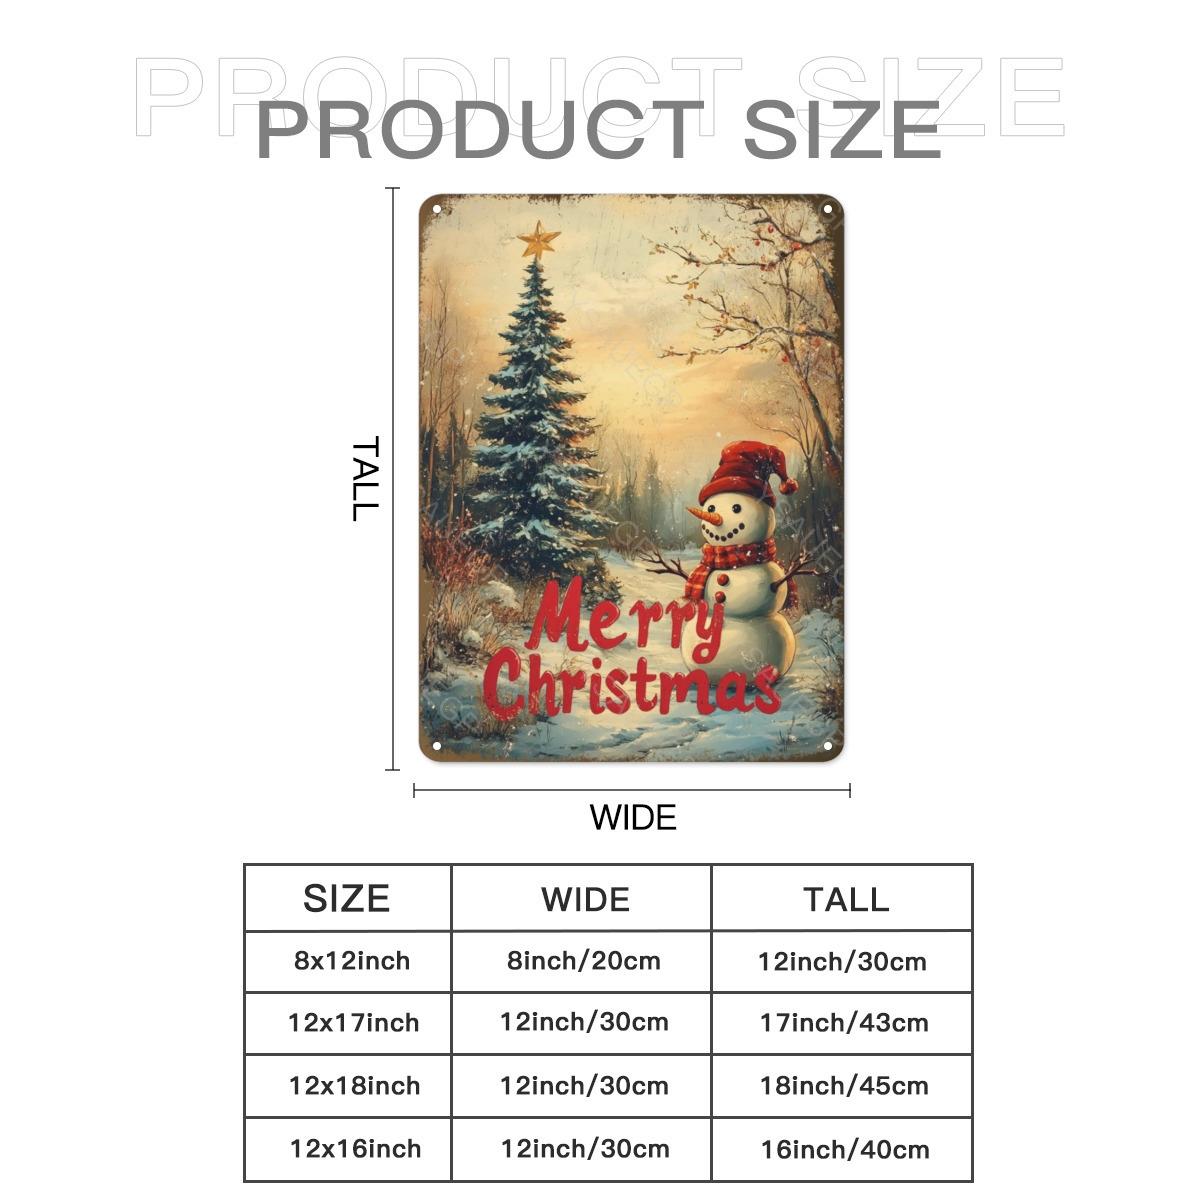 PRODUCT SIZE
PRODUCT SIZE
TALL
Merry
Christmas
WIDE
SIZE WIDE TALL
8x12inch 8inch/20cm 12inch/30cm
12x17inch 12inch/30cm 17inch/43cm
12x18inch 12inch/30cm 18inch/45cm
12x16inch 12inch/30cm 16inch/40cm